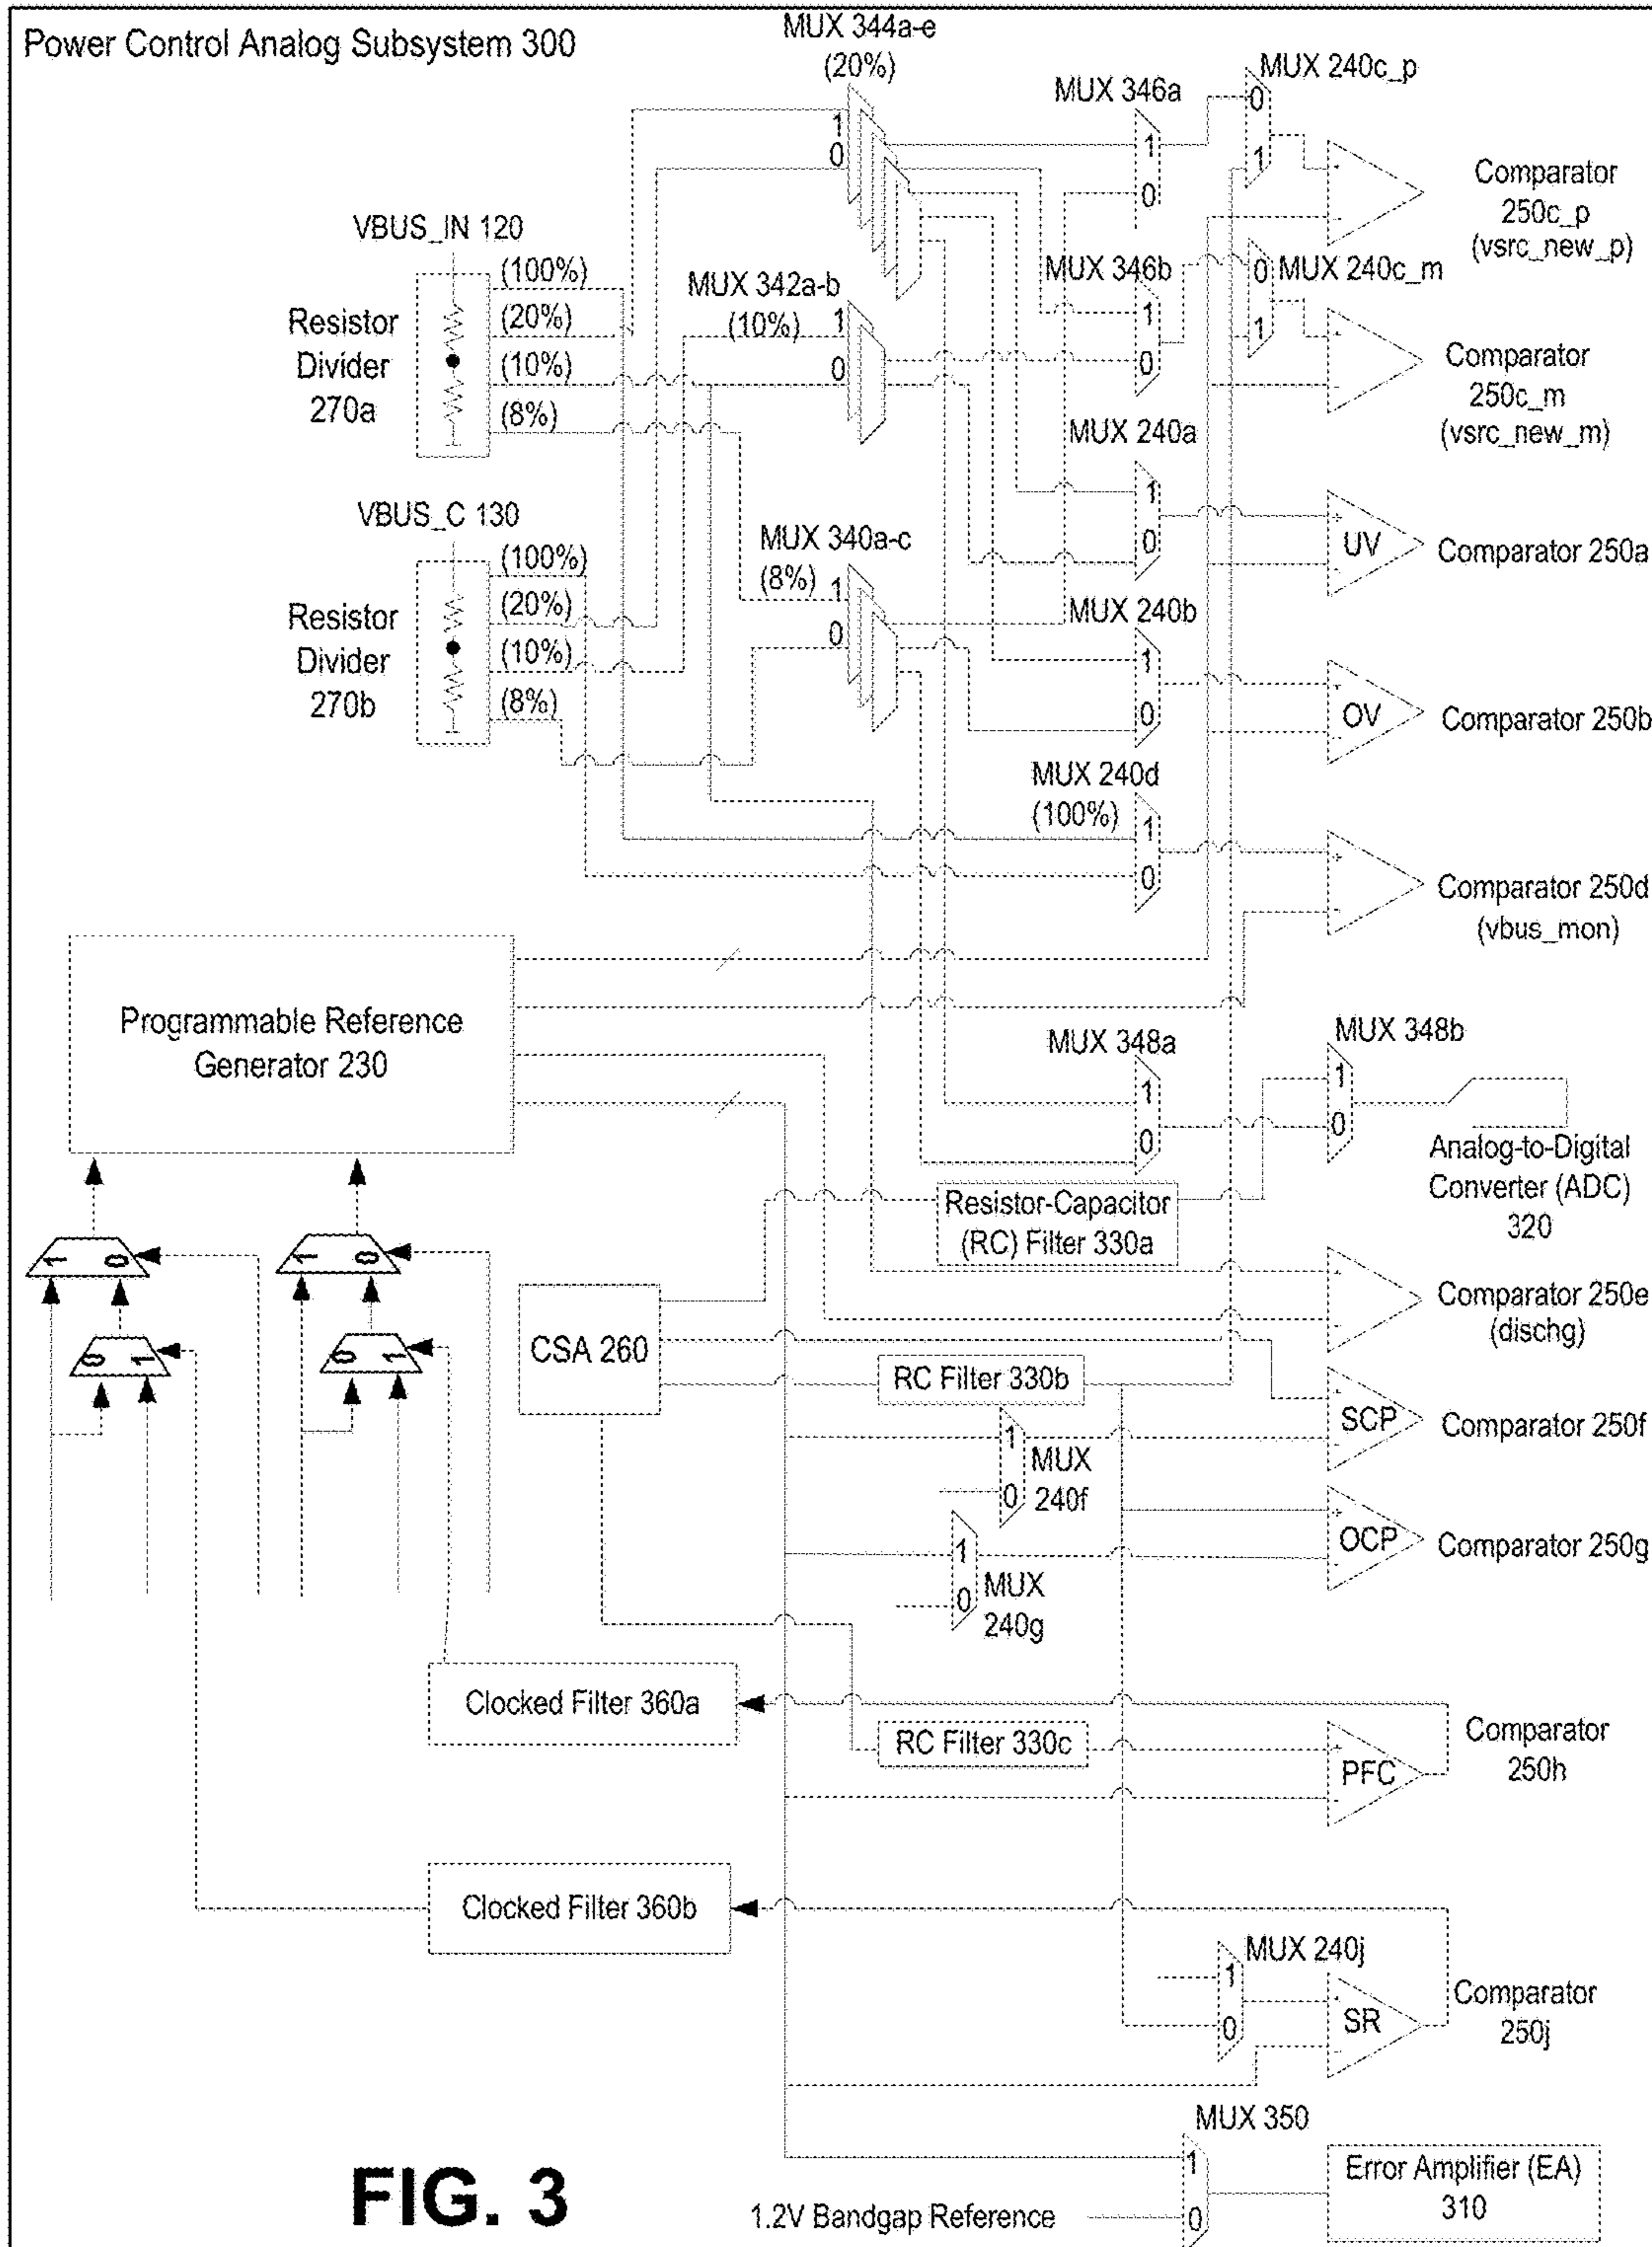 Power Control Analog Subsystem 300
MUX 344a-e
(20%)
1
0
MUX 346a
1
0
MUX 240c_p
0
1
Comparator
250c_p
(vsrc_new_p)
VBUS_IN 120
(100%)
(20%)
(10%)
(8%)
Resistor
Divider
270a
MUX 342a-b
(10%)
1
0
MUX 346b
1
0
MUX 240c_m
0
1
Comparator
250c_m
(vsrc_new_m)
MUX 240a
1
0
UV
Comparator 250a
VBUS_C 130
(100%)
(20%)
(10%)
(8%)
Resistor
Divider
270b
MUX 340a-c
(8%)
1
0
MUX 240b
1
0
OV
Comparator 250b
MUX 240d
(100%)
1
0
Comparator 250d
(vbus_mon)
Programmable Reference
Generator 230
MUX 348a
1
0
MUX 348b
1
0
Analog-to-Digital
Converter (ADC)
320
Resistor-Capacitor
(RC) Filter 330a
1 0
1 0
0 1
0 1
CSA 260
Comparator 250e
(dischg)
RC Filter 330b
SCP
Comparator 250f
1
0
MUX
240f
OCP
Comparator 250g
1
0
MUX
240g
Clocked Filter 360a
RC Filter 330c
PFC
Comparator
250h
Clocked Filter 360b
MUX 240j
1
0
SR
Comparator
250j
MUX 350
1
0
1.2V Bandgap Reference
Error Amplifier (EA)
310
FIG. 3